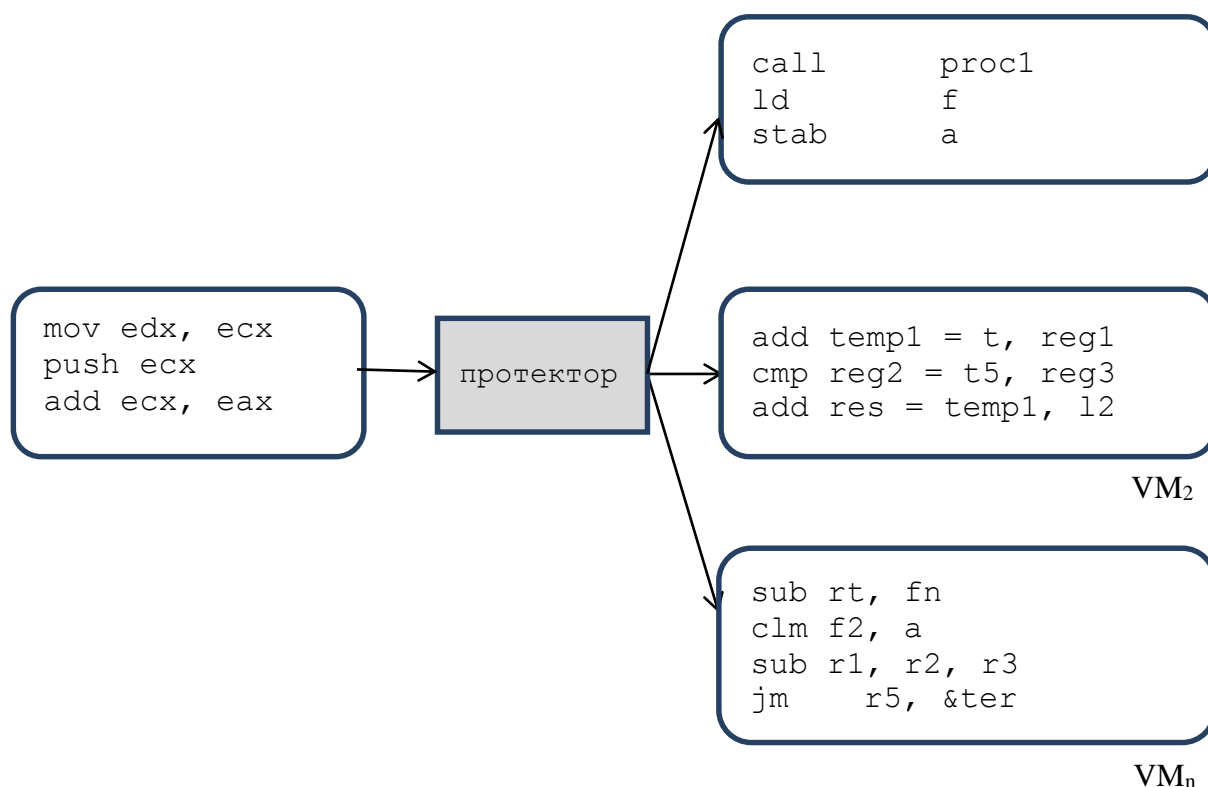 call proc1
ld f
stab a
mov edx, ecx
push ecx
add ecx, eax
протектор
add temp1 = t, reg1
cmp reg2 = t5, reg3
add res = temp1, l2
VM₂
sub rt, fn
clm f2, a
sub r1, r2, r3
jm r5, &ter
VMₙ